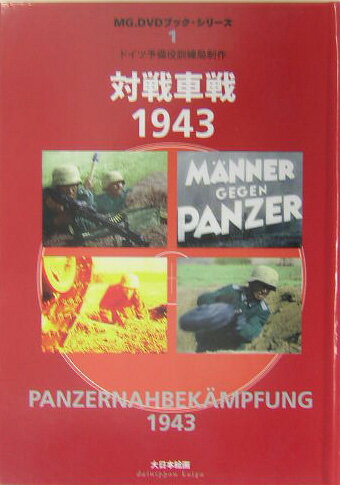 MG.DVDブック・シリーズ
1
ドイツ予備役訓練局制作
対戦車戦
1943
MÄNNER
GEGEN
PANZER
PANZERNAHBEKÄMPFUNG
1943
大日本絵画
dainippon kaiga